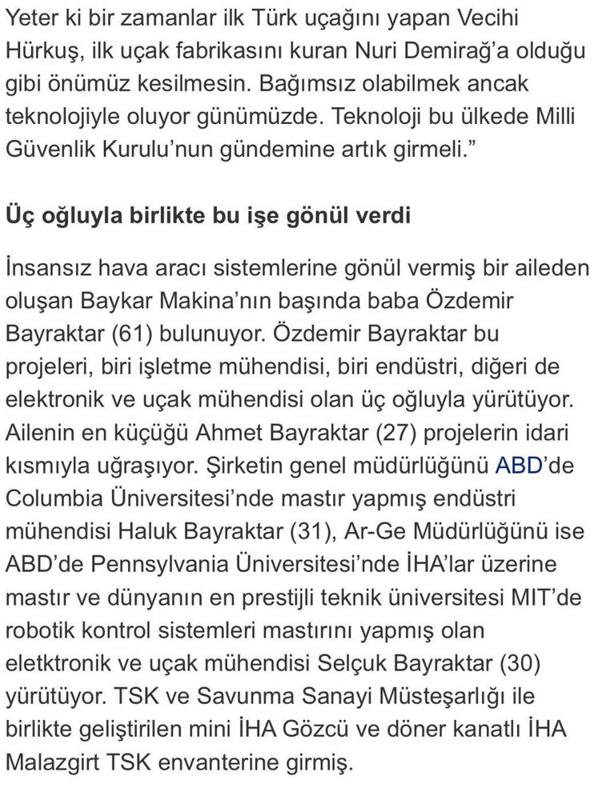 Yeter ki bir zamanlar ilk Türk uçağını yapan Vecihi
Hürkuş, ilk uçak fabrikasını kuran Nuri Demirağ’a olduğu
gibi önümüz kesilmesin. Bağımsız olabilmek ancak
teknolojiyle oluyor günümüzde. Teknoloji bu ülkede Milli
Güvenlik Kurulu’nun gündemine artık girmeli.”
Üç oğluyla birlikte bu işe gönül verdi
İnsansız hava aracı sistemlerine gönül vermiş bir aileden
oluşan Baykar Makina’nın başında baba Özdemir
Bayraktar (61) bulunuyor. Özdemir Bayraktar bu
projeleri, biri işletme mühendisi, biri endüstri, diğeri de
elektronik ve uçak mühendisi olan üç oğluyla yürütüyor.
Ailenin en küçüğü Ahmet Bayraktar (27) projelerin idari
kısmıyla uğraşıyor. Şirketin genel müdürlüğünü ABD’de
Columbia Üniversitesi’nde mastır yapmış endüstri
mühendisi Haluk Bayraktar (31), Ar-Ge Müdürlüğünü ise
ABD’de Pennsylvania Üniversitesi’nde İHA’lar üzerine
mastır ve dünyanın en prestijli teknik üniversitesi MIT’de
robotik kontrol sistemleri mastırını yapmış olan
eletktronik ve uçak mühendisi Selçuk Bayraktar (30)
yürütüyor. TSK ve Savunma Sanayi Müsteşarlığı ile
birlikte geliştirilen mini İHA Gözcü ve döner kanatlı İHA
Malazgirt TSK envanterine girmiş.